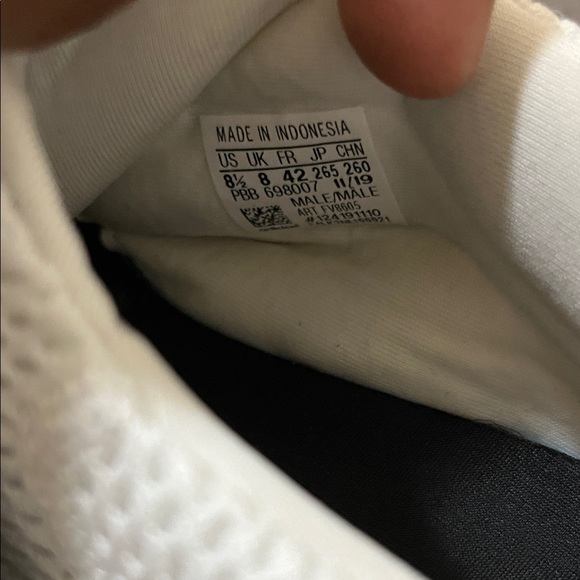 MADE IN INDONESIA
US UK FR JP CHN
8½ 8 42 265 260
PBB 698007 11/19
MALE/MALE
ART FV8605
#124191110